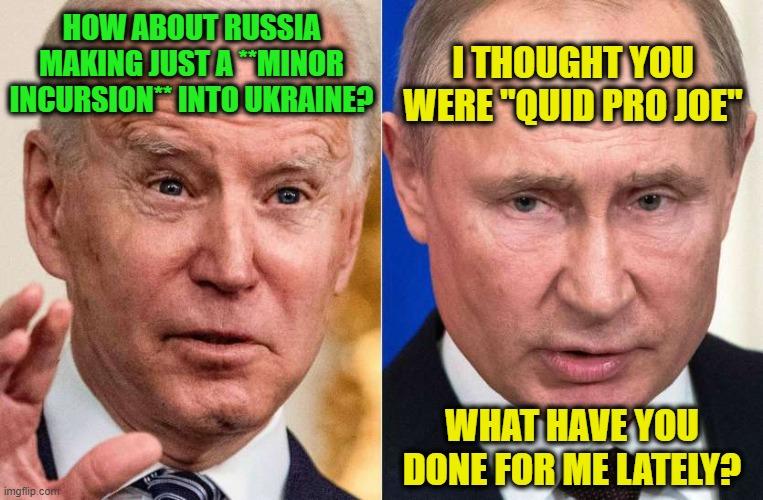 HOW ABOUT RUSSIA
MAKING JUST A **MINOR
INCURSION** INTO UKRAINE?
I THOUGHT YOU
WERE "QUID PRO JOE"
WHAT HAVE YOU
DONE FOR ME LATELY?
imgflip.com